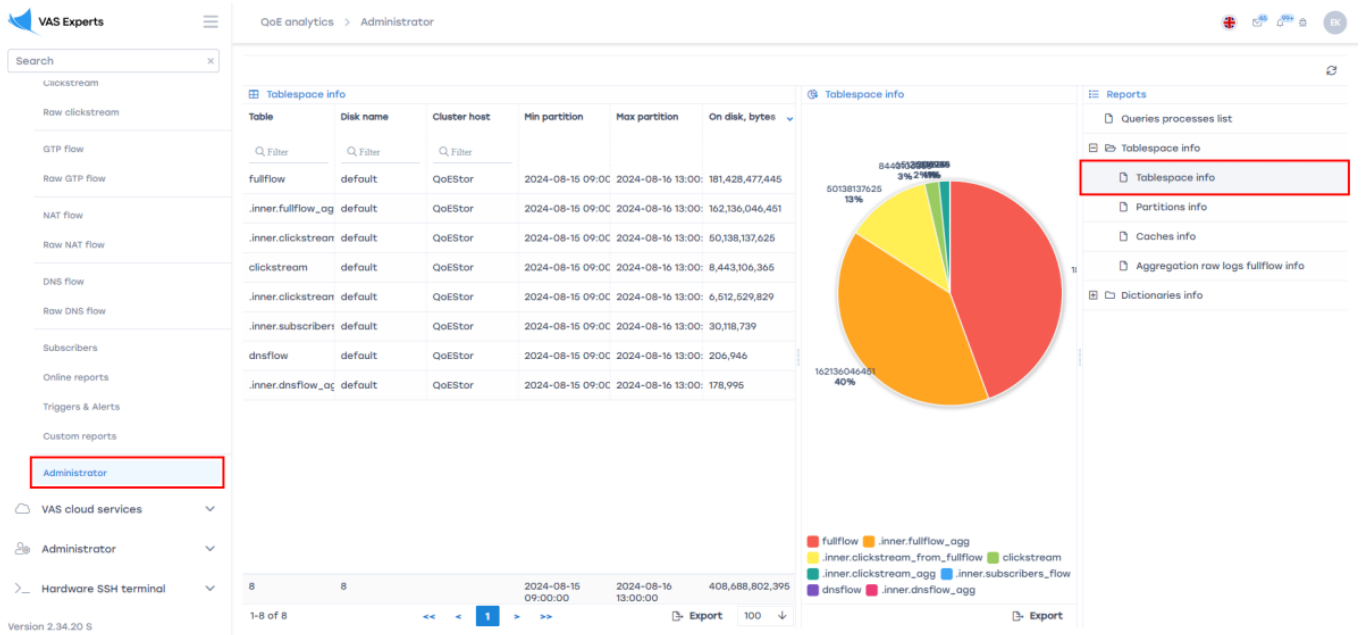 VAS Experts
QoE analytics > Administrator
65
99+
EK
Search
Clickstream
Raw clickstream
GTP flow
Raw GTP flow
NAT flow
Raw NAT flow
DNS flow
Raw DNS flow
Subscribers
Online reports
Triggers & Alerts
Custom reports
Administrator
VAS cloud services
Administrator
Hardware SSH terminal
Version 2.34.20 S
Tablespace info
Table Disk name Cluster host Min partition Max partition On disk, bytes
Filter Filter Filter
fullflow default QoEStor 2024-08-15 09:00 2024-08-16 13:00: 181,428,477,445
.inner.fullflow_ag default QoEStor 2024-08-15 09:00 2024-08-16 13:00: 162,136,046,451
.inner.clickstream default QoEStor 2024-08-15 09:00 2024-08-16 13:00: 50,138,137,625
clickstream default QoEStor 2024-08-15 09:00 2024-08-16 13:00: 8,443,106,365
.inner.clickstream default QoEStor 2024-08-15 09:00 2024-08-16 13:00: 6,512,529,829
.inner.subscribers default QoEStor 2024-08-15 09:00 2024-08-16 13:00: 30,118,739
dnsflow default QoEStor 2024-08-15 09:00 2024-08-16 13:00: 206,946
.inner.dnsflow_ag default QoEStor 2024-08-15 09:00 2024-08-16 13:00: 178,995
8 8 2024-08-15 2024-08-16 408,688,802,395
09:00:00 13:00:00
1-8 of 8 << < 1 > >> Export 100
Tablespace info
3% 2%
50138137625
13%
162136046451
40%
fullflow .inner.fullflow_agg
.inner.clickstream_from_fullflow clickstream
.inner.clickstream_agg .inner.subscribers_flow
dnsflow .inner.dnsflow_agg
Export
Reports
Queries processes list
Tablespace info
Tablespace info
Partitions info
Caches info
Aggregation raw logs fullflow info
Dictionaries info